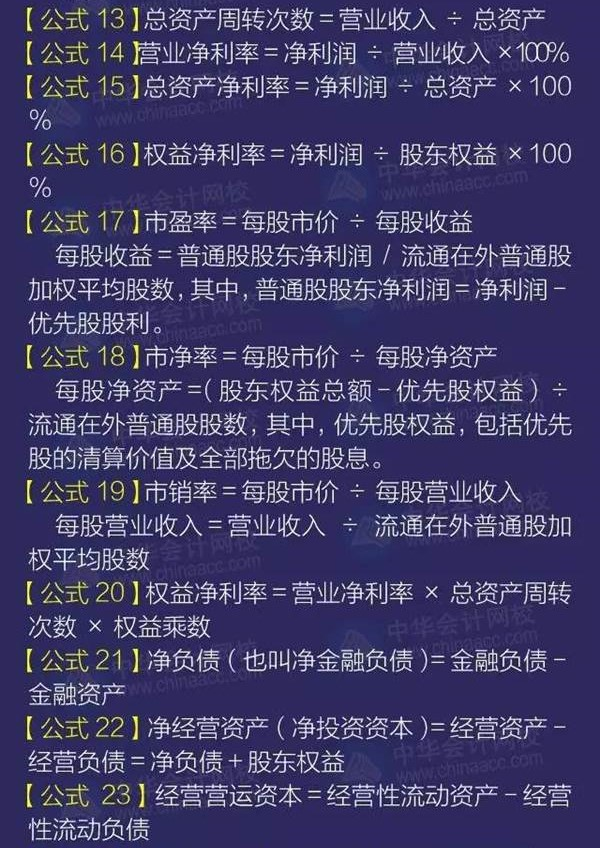 【公式 13】总资产周转次数=营业收入 ÷ 总资产
【公式 14】营业净利率=净利润 ÷ 营业收入 ×100%
【公式 15】总资产净利率=净利润 ÷ 总资产 ×100
%
【公式 16】权益净利率=净利润 ÷ 股东权益 ×100
%
【公式 17】市盈率=每股市价 ÷ 每股收益
每股收益=普通股股东净利润 / 流通在外普通股
加权平均股数,其中,普通股股东净利润=净利润-
优先股股利。
【公式 18】市净率=每股市价 ÷ 每股净资产
每股净资产=(股东权益总额-优先股权益) ÷
流通在外普通股股数,其中,优先股权益,包括优先
股的清算价值及全部拖欠的股息。
【公式 19】市销率=每股市价 ÷ 每股营业收入
每股营业收入=营业收入 ÷ 流通在外普通股加
权平均股数
【公式 20】权益净利率=营业净利率 × 总资产周转
次数 × 权益乘数
【公式 21】净负债(也叫净金融负债)=金融负债-
金融资产
【公式 22】净经营资产(净投资资本)=经营资产-
经营负债=净负债+股东权益
【公式 23】经营营运资本=经营性流动资产-经营
性流动负债
中华会计网校
www.chinaacc.com